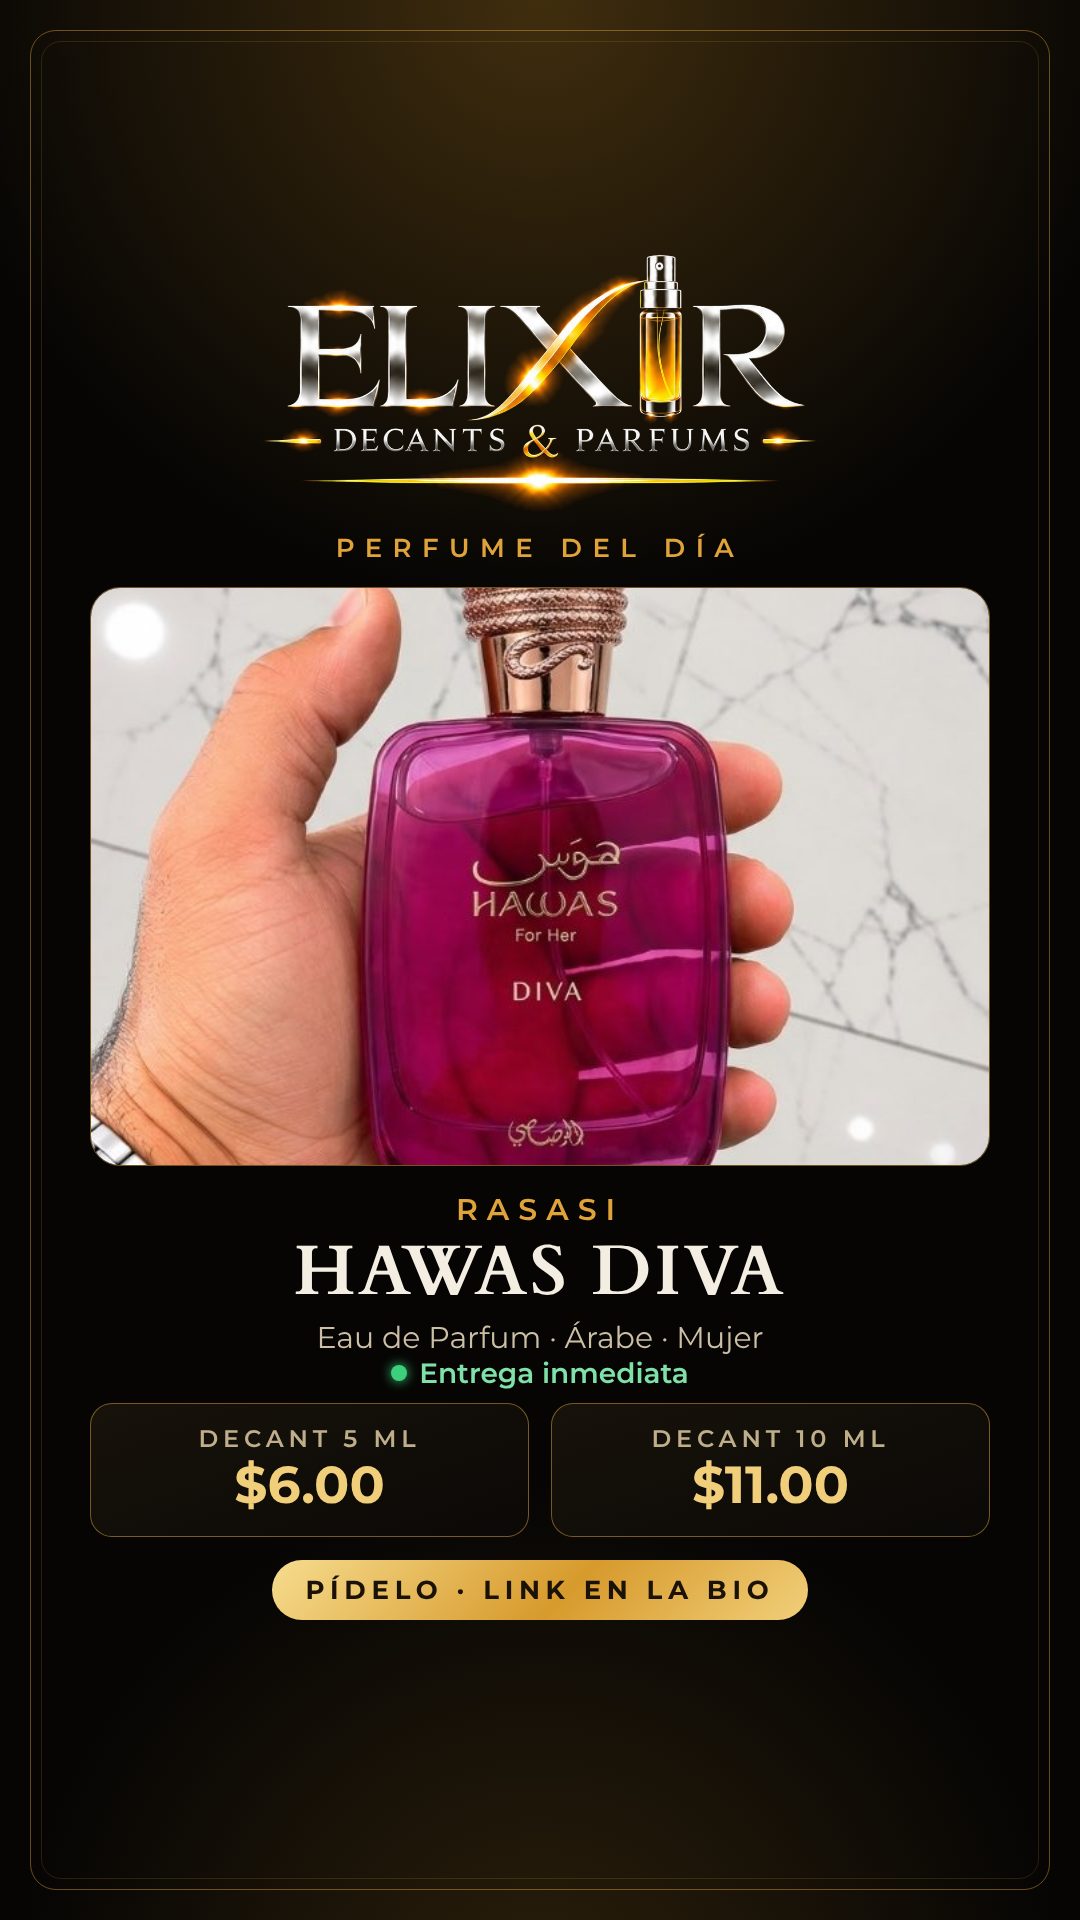 ELIXIR
DECANTS & PARFUMS
PERFUME DEL DÍA
هوس
HAWAS
For Her
DIVA
الرصاصي
RASASI
HAWAS DIVA
Eau de Parfum · Árabe · Mujer
Entrega inmediata
DECANT 5 ML
$6.00
DECANT 10 ML
$11.00
PÍDELO · LINK EN LA BIO